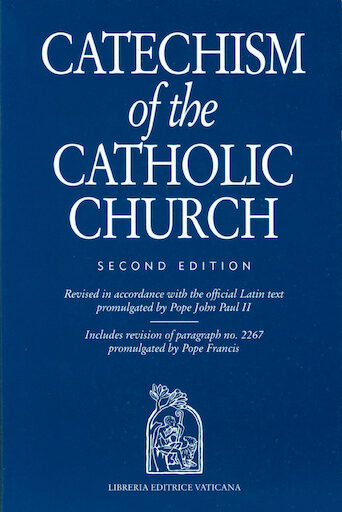 CATECHISM
of the
CATHOLIC
CHURCH
SECOND EDITION
Revised in accordance with the official Latin text
promulgated by Pope John Paul II
Includes revision of paragraph no. 2267
promulgated by Pope Francis
LIBRERIA EDITRICE VATICANA